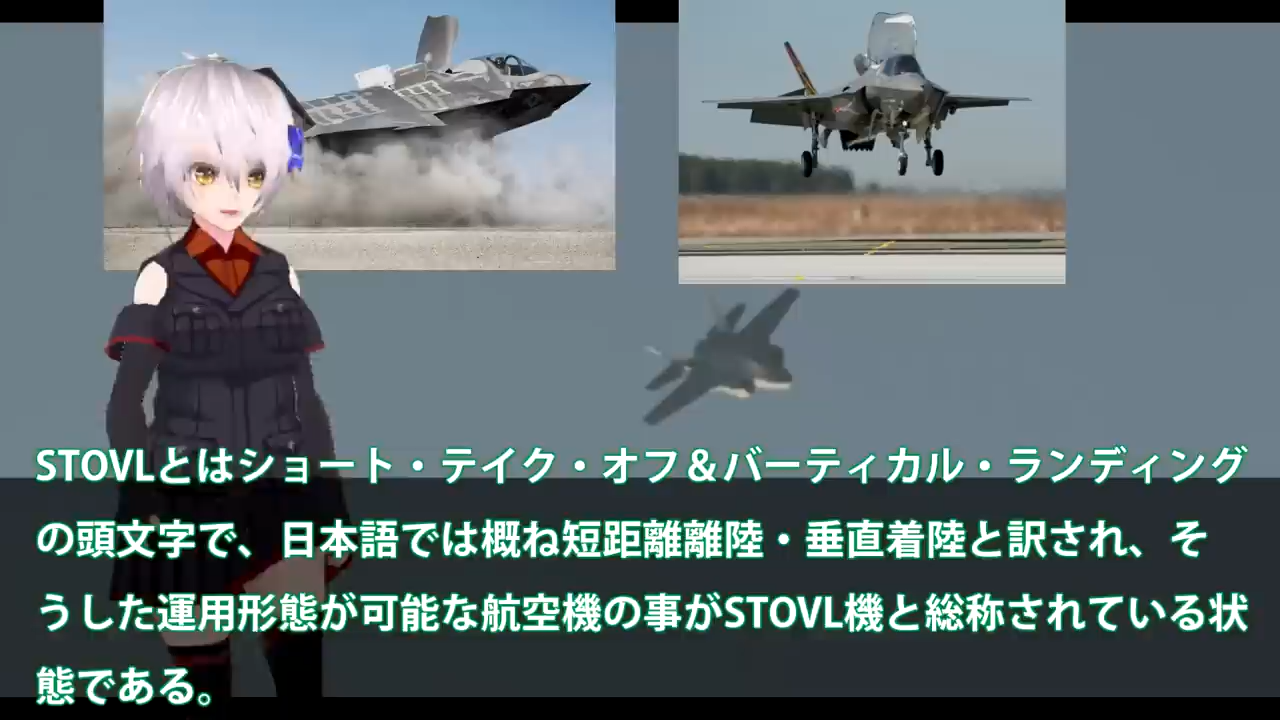 STOVLとはショート・テイク・オフ＆バーティカル・ランディング
の頭文字で、日本語では概ね短距離離陸・垂直着陸と訳され、そ
うした運用形態が可能な航空機の事がSTOVL機と総称されている状
態である。